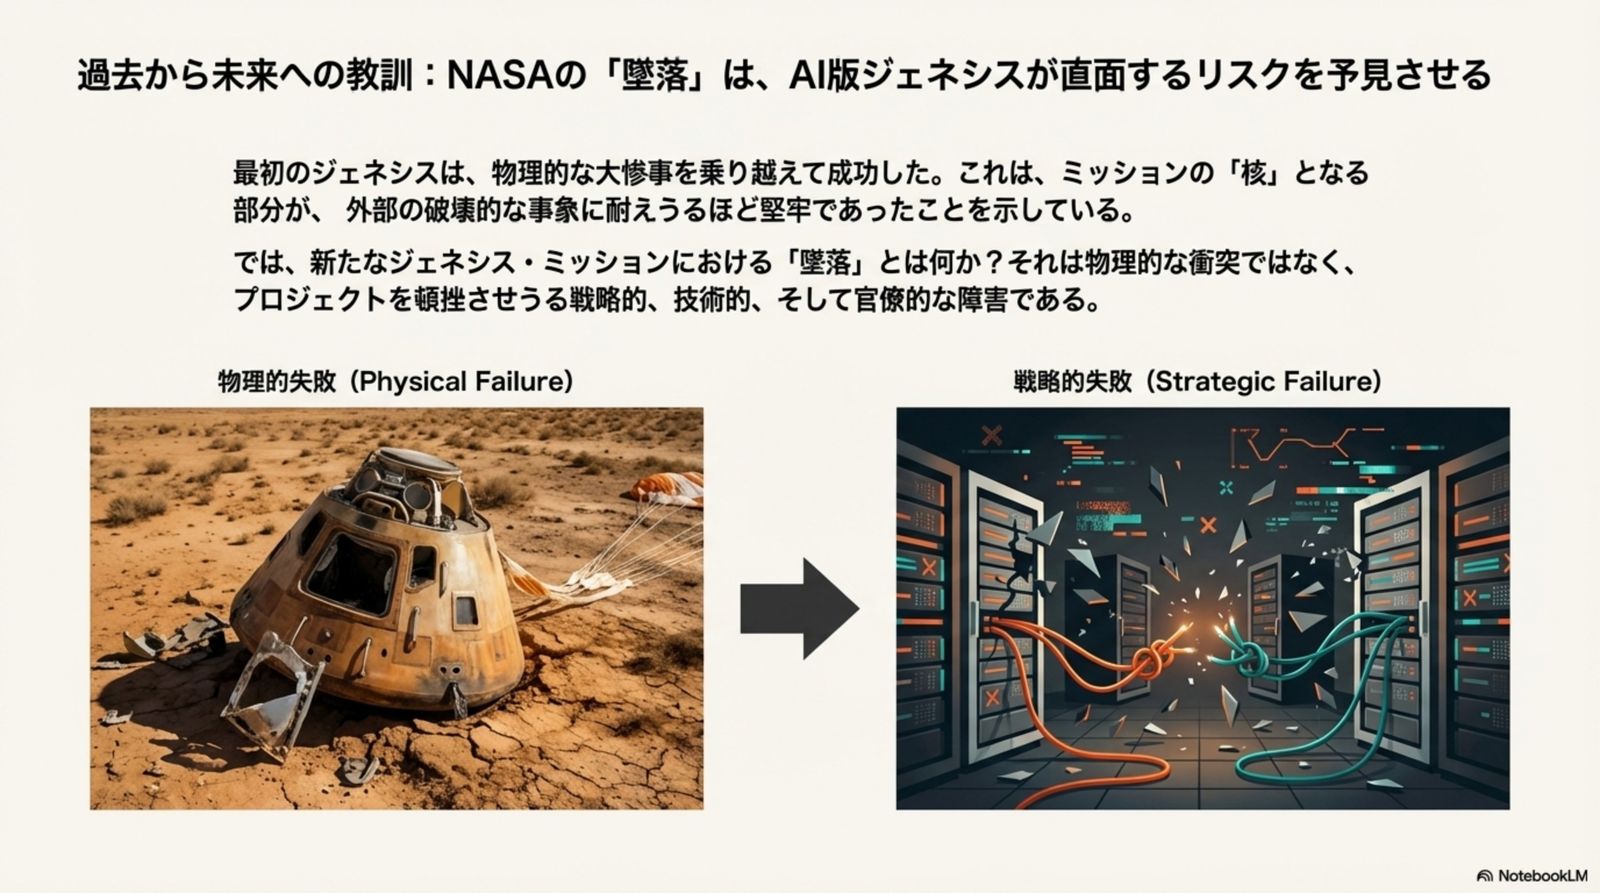 過去から未来への教訓：NASAの「墜落」は、AI版ジェネシスが直面するリスクを予見させる
最初のジェネシスは、物理的な大惨事を乗り越えて成功した。これは、ミッションの「核」となる
部分が、 外部の破壊的な事象に耐えうるほど堅牢であったことを示している。
では、新たなジェネシス・ミッションにおける「墜落」とは何か？それは物理的な衝突ではなく、
プロジェクトを頓挫させうる戦略的、技術的、そして官僚的な障害である。
物理的失敗（Physical Failure）
戦略的失敗（Strategic Failure）
NotebookLM